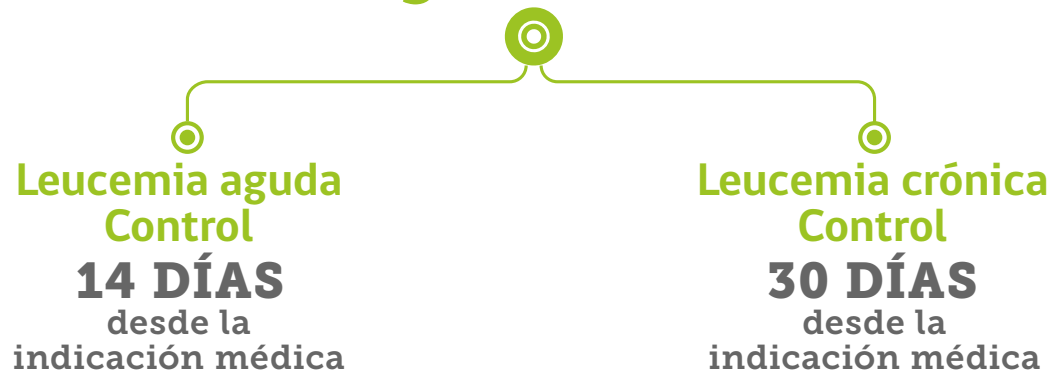 Leucemia aguda
Control
14 DÍAS
desde la
indicación médica
Leucemia crónica
Control
30 DÍAS
desde la
indicación médica